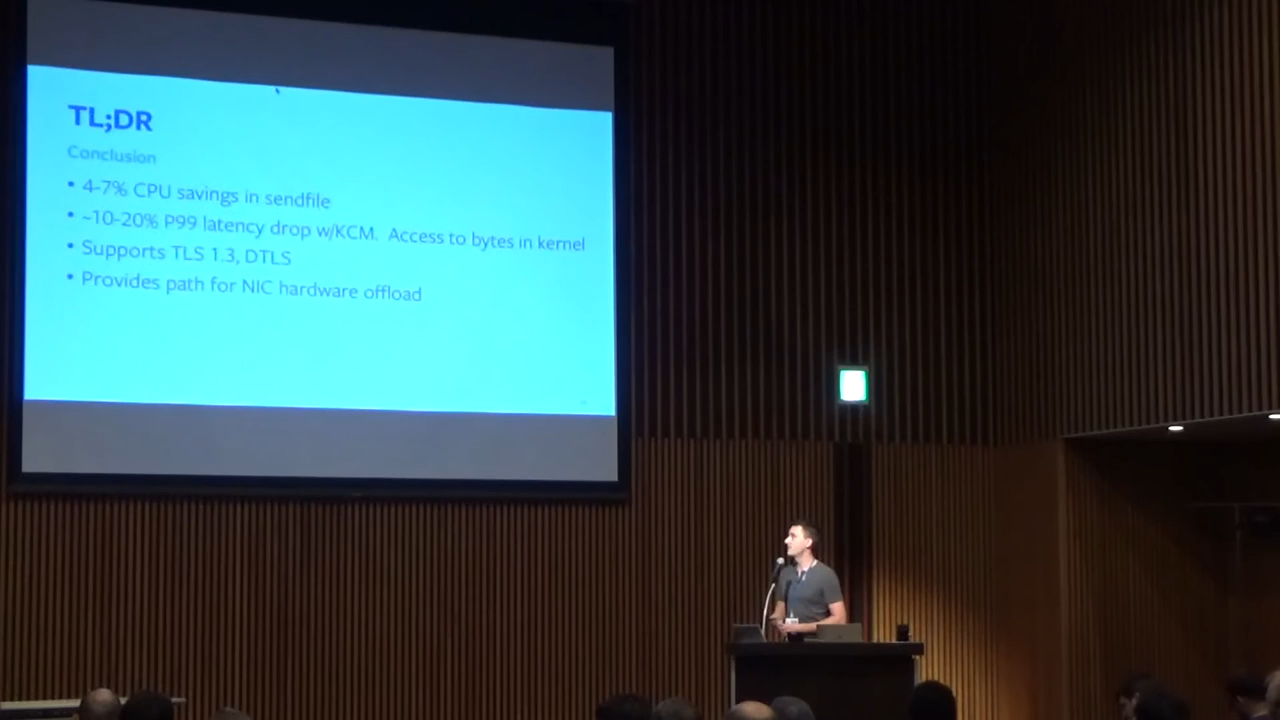 TL;DR
Conclusion
• 4-7% CPU savings in sendfile
• ~10-20% P99 latency drop w/KCM. Access to bytes in kernel
• Supports TLS 1.3, DTLS
• Provides path for NIC hardware offload